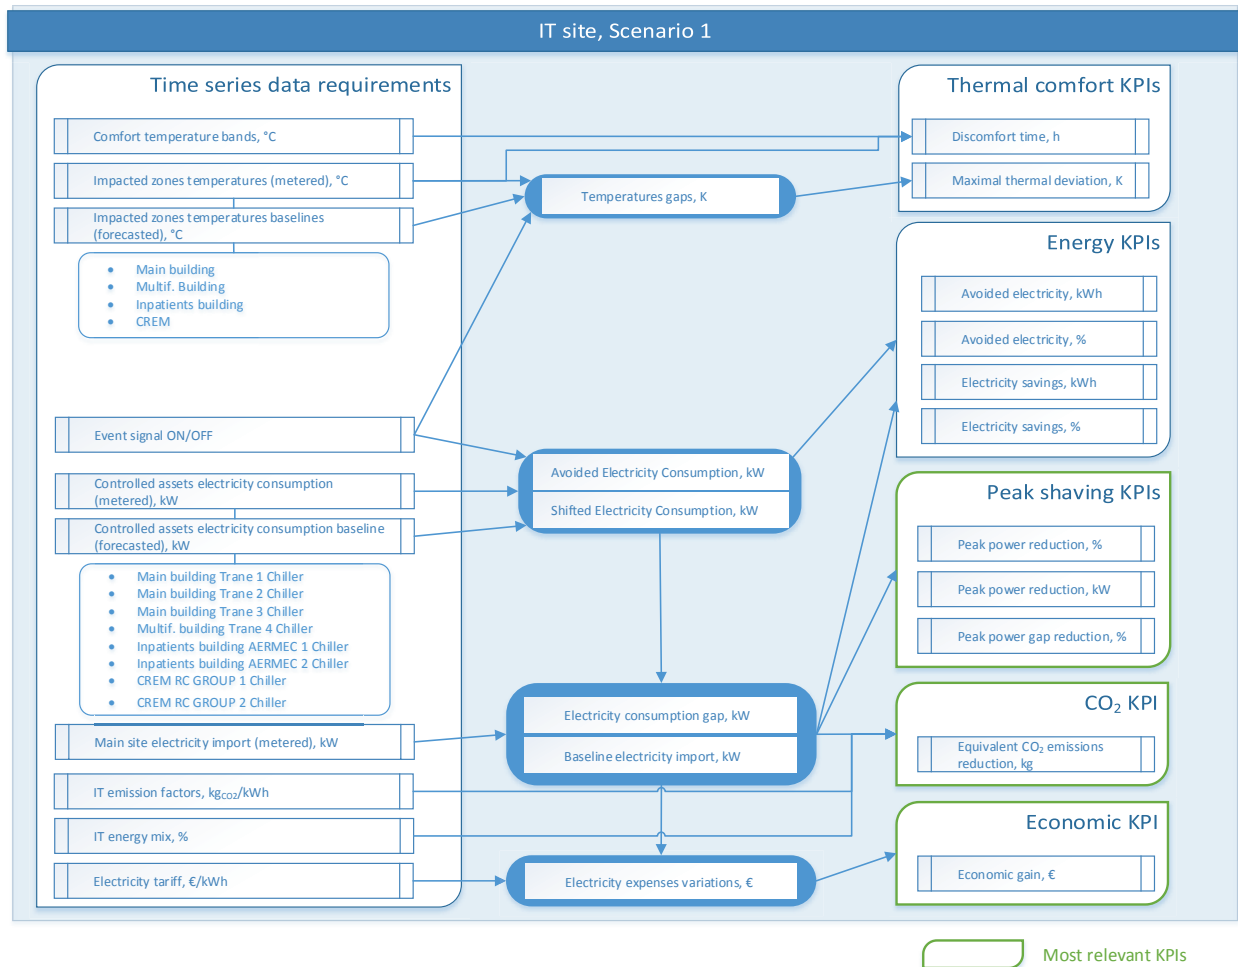 IT site, Scenario 1
Time series data requirements
Comfort temperature bands, °C
Impacted zones temperatures (metered), °C
Impacted zones temperatures baselines
(forecasted), °C
• Main building
• Multif. Building
• Inpatients building
• CREM
Event signal ON/OFF
Controlled assets electricity consumption
(metered), kW
Controlled assets electricity consumption baseline
(forecasted), kW
• Main building Trane 1 Chiller
• Main building Trane 2 Chiller
• Main building Trane 3 Chiller
• Multif. building Trane 4 Chiller
• Inpatients building AERMEC 1 Chiller
• Inpatients building AERMEC 2 Chiller
• CREM RC GROUP 1 Chiller
• CREM RC GROUP 2 Chiller
Main site electricity import (metered), kW
IT emission factors, kgCO2/kWh
IT energy mix, %
Electricity tariff, €/kWh
Temperatures gaps, K
Avoided Electricity Consumption, kW
Shifted Electricity Consumption, kW
Electricity consumption gap, kW
Baseline electricity import, kW
Electricity expenses variations, €
Thermal comfort KPIs
Discomfort time, h
Maximal thermal deviation, K
Energy KPIs
Avoided electricity, kWh
Avoided electricity, %
Electricity savings, kWh
Electricity savings, %
Peak shaving KPIs
Peak power reduction, %
Peak power reduction, kW
Peak power gap reduction, %
CO2 KPI
Equivalent CO2 emissions
reduction, kg
Economic KPI
Economic gain, €
Most relevant KPIs